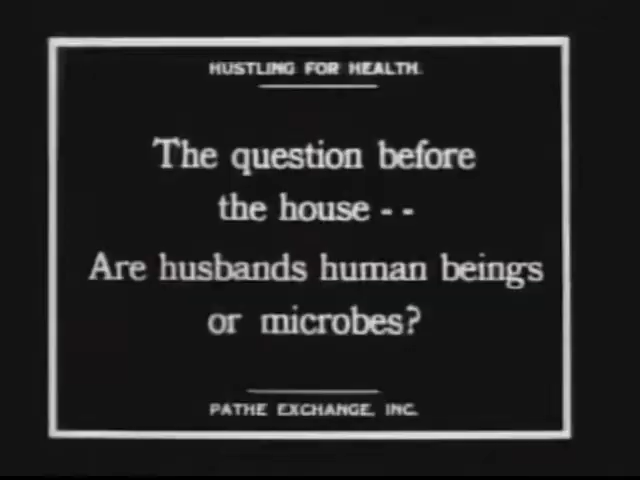 HUSTLING FOR HEALTH.
The question before
the house - -
Are husbands human beings
or microbes?
PATHE EXCHANGE, INC.